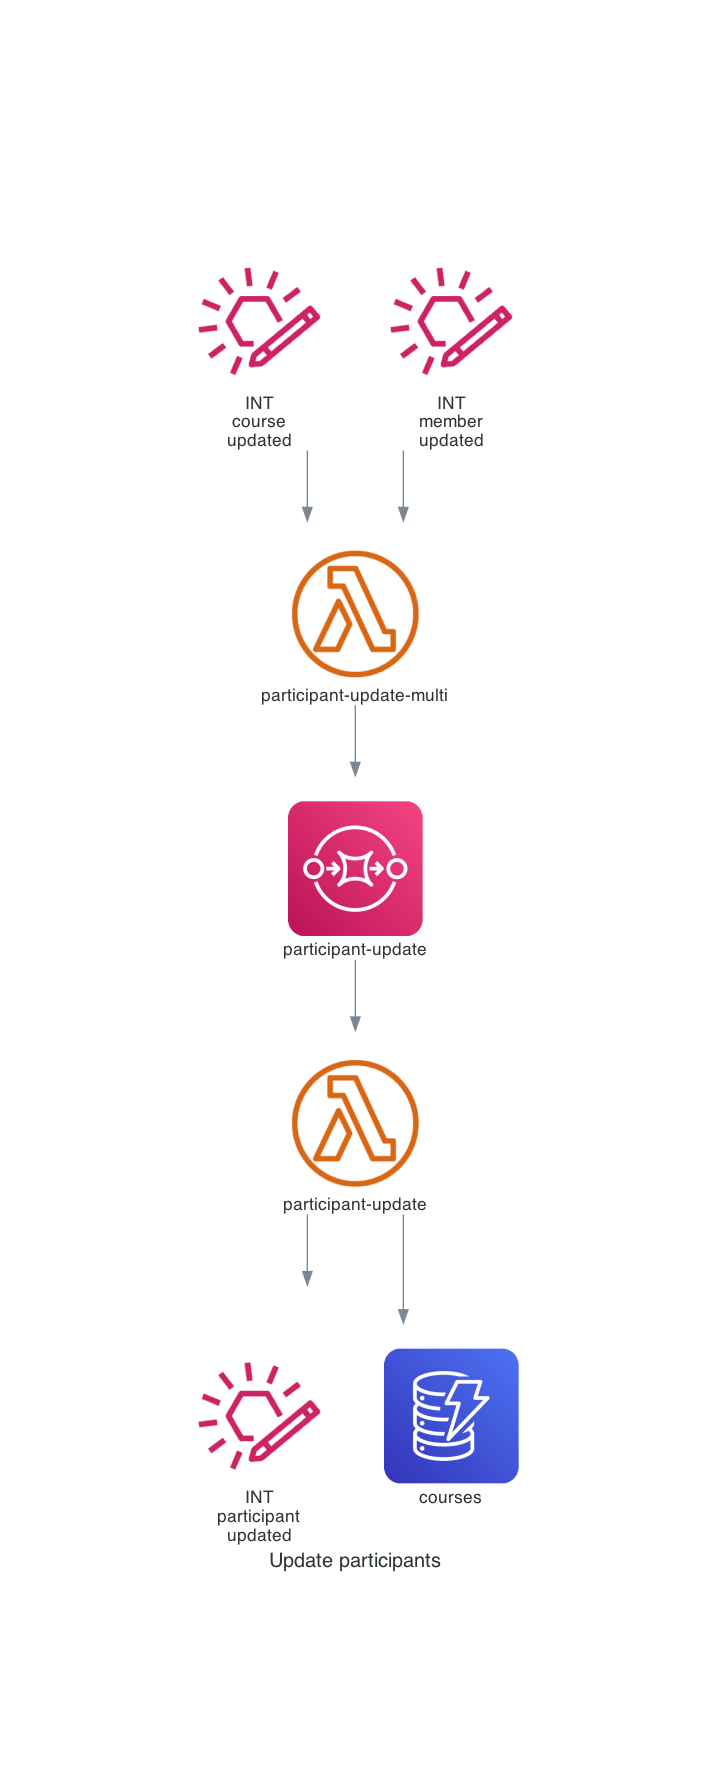 INT
course
updated
INT
member
updated
participant-update-multi
participant-update
participant-update
INT
participant
updated
courses
Update participants